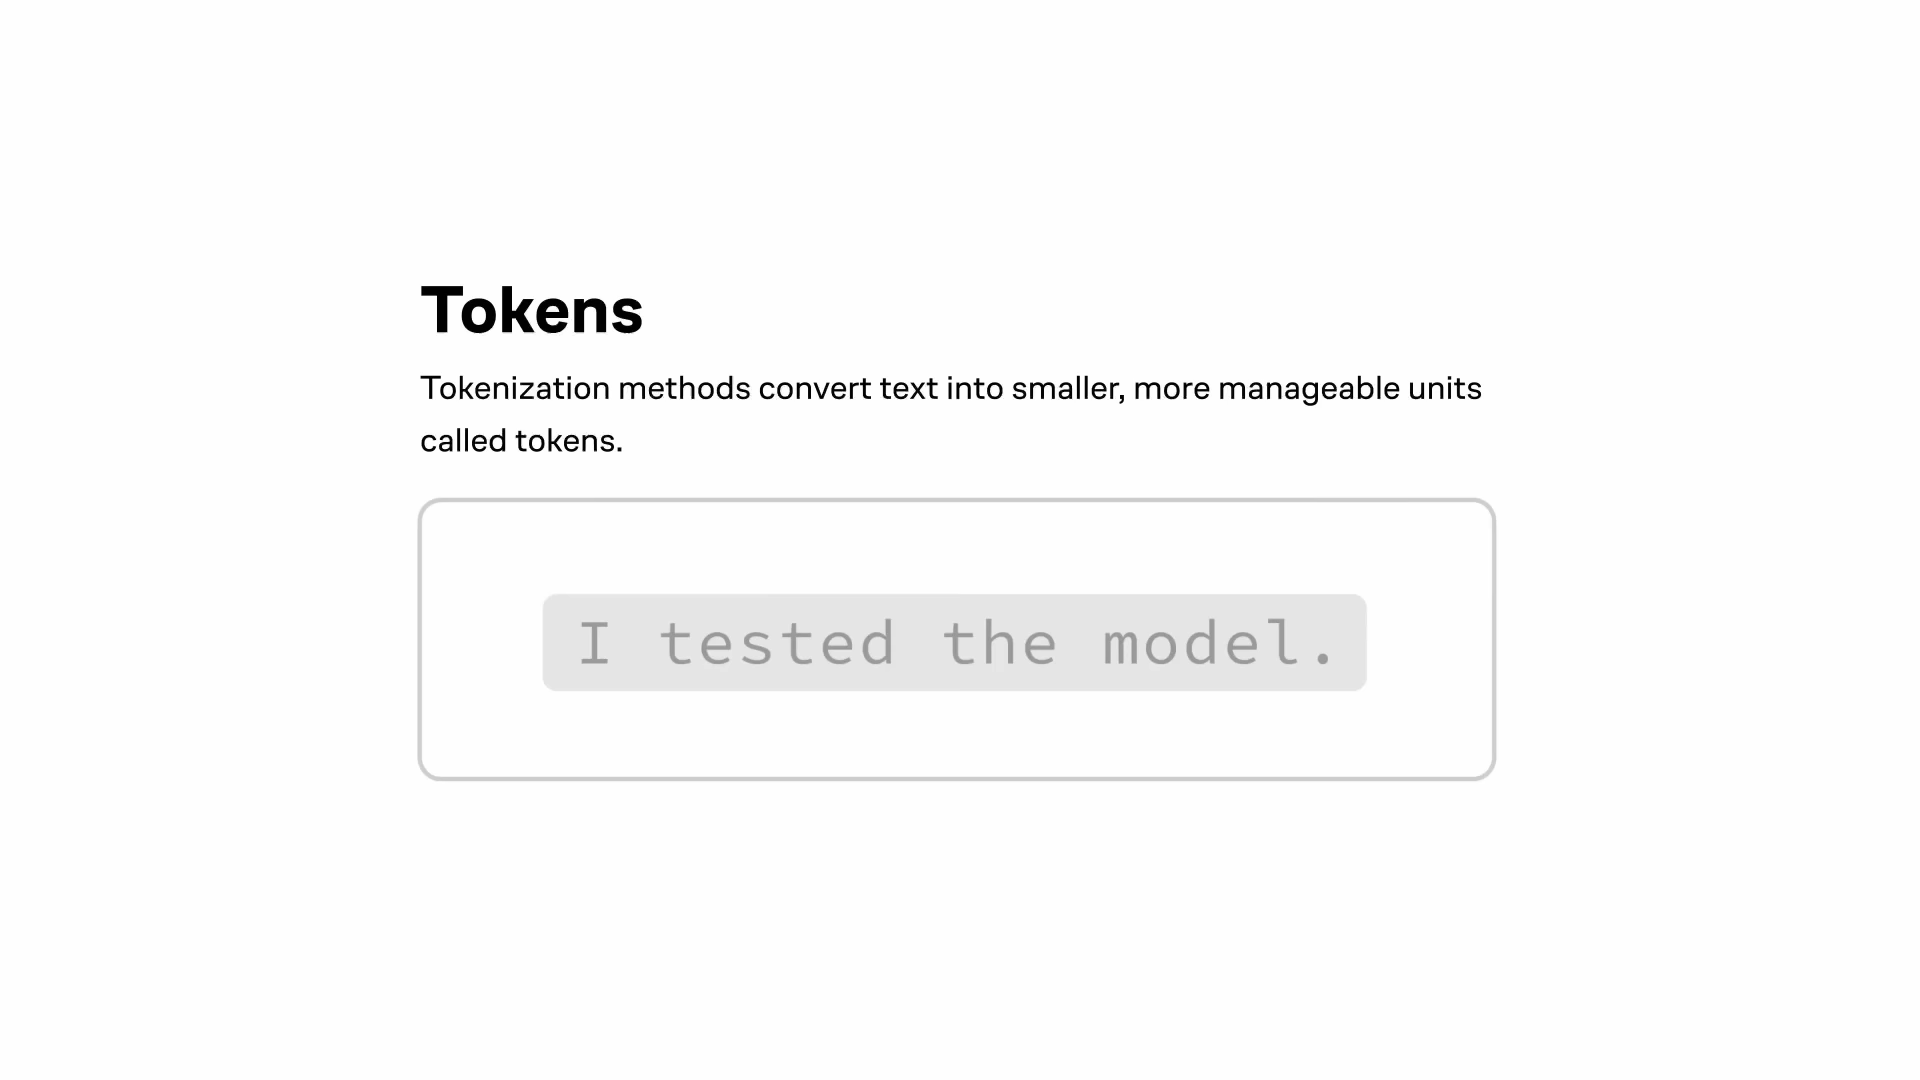 Tokens
Tokenization methods convert text into smaller, more manageable units
called tokens.
I tested the model.